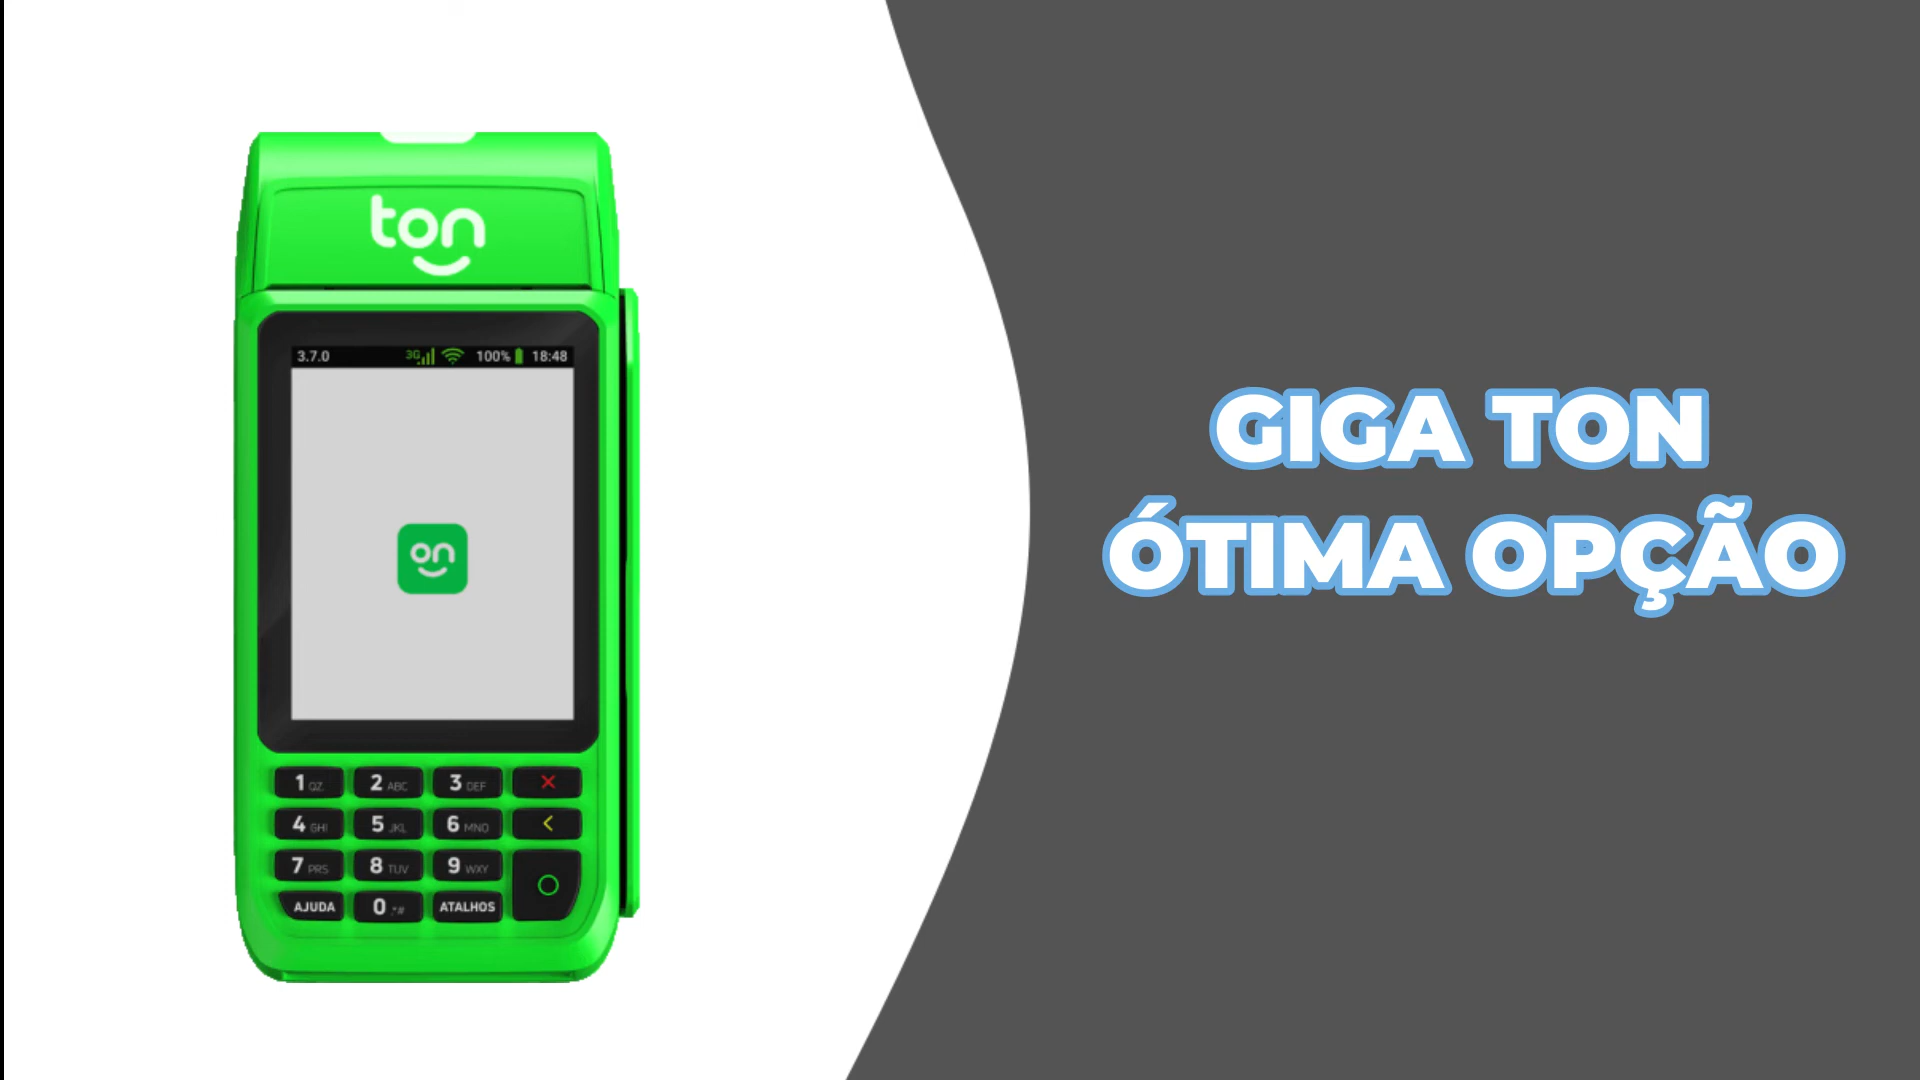 ton
3.7.0 3G 100% 18:48
on
1 QZ. 2 ABC 3 DEF
4 GHI 5 JKL 6 MNO
7 PRS 8 TUV 9 WXY
AJUDA 0 ATALHOS
GIGA TON
ÓTIMA OPÇÃO